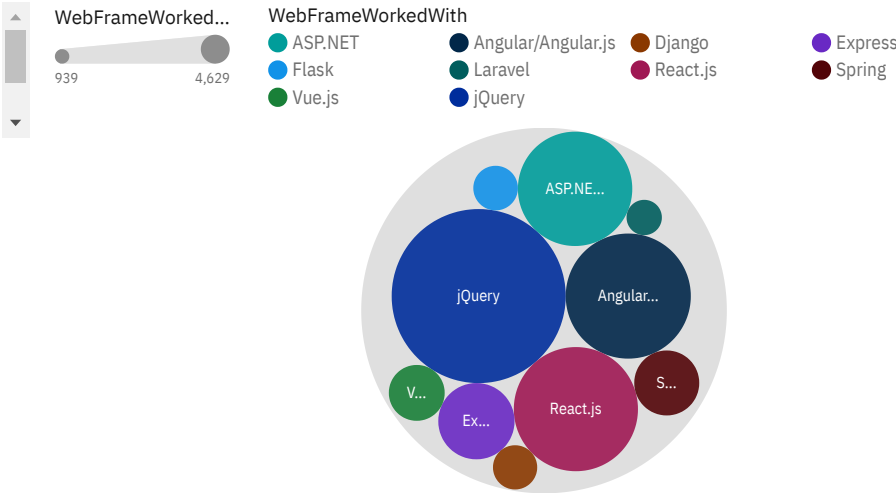 WebFrameWorked...
939 4,629
WebFrameWorkedWith
ASP.NET Angular/Angular.js Django Express
Flask Laravel React.js Spring
Vue.js jQuery
ASP.NE...
jQuery Angular...
S...
V...
React.js
Ex...